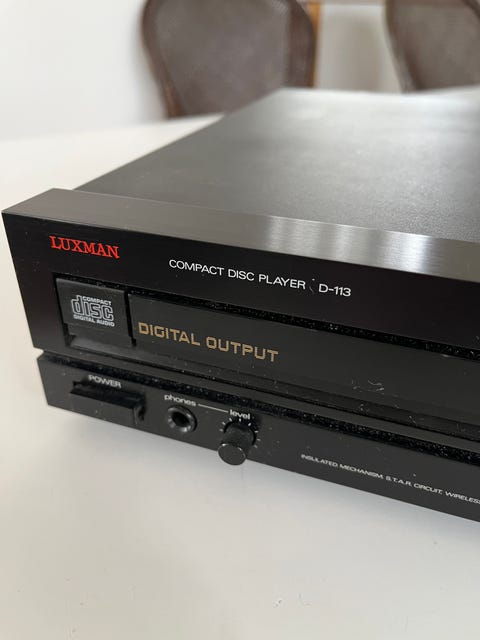 LUXMAN
COMPACT DISC PLAYER D-113
COMPACT
disc
DIGITAL AUDIO
DIGITAL OUTPUT
POWER
phones
level
INSULATED MECHANISM, S.T.A.R. CIRCUIT, WIRELESS